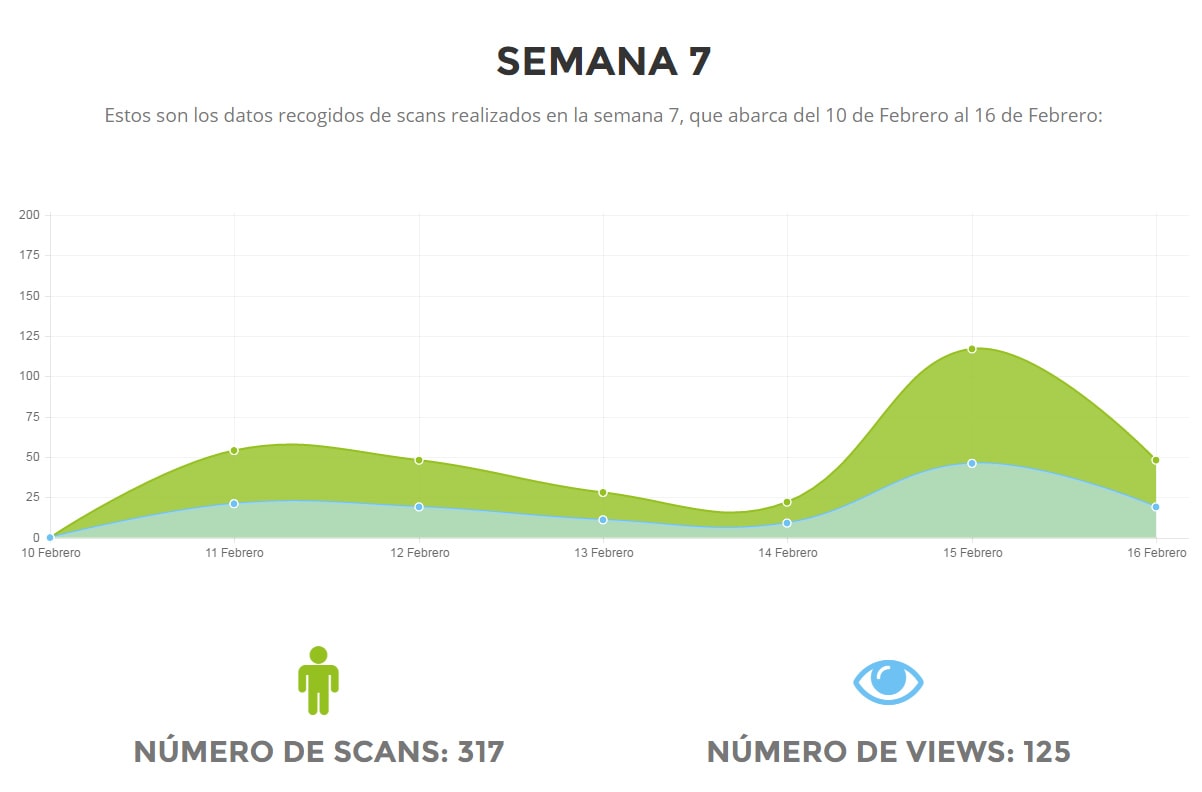 SEMANA 7
Estos son los datos recogidos de scans realizados en la semana 7, que abarca del 10 de Febrero al 16 de Febrero:
200
175
150
125
100
75
50
25
0
10 Febrero 11 Febrero 12 Febrero 13 Febrero 14 Febrero 15 Febrero 16 Febrero
NÚMERO DE SCANS: 317 NÚMERO DE VIEWS: 125